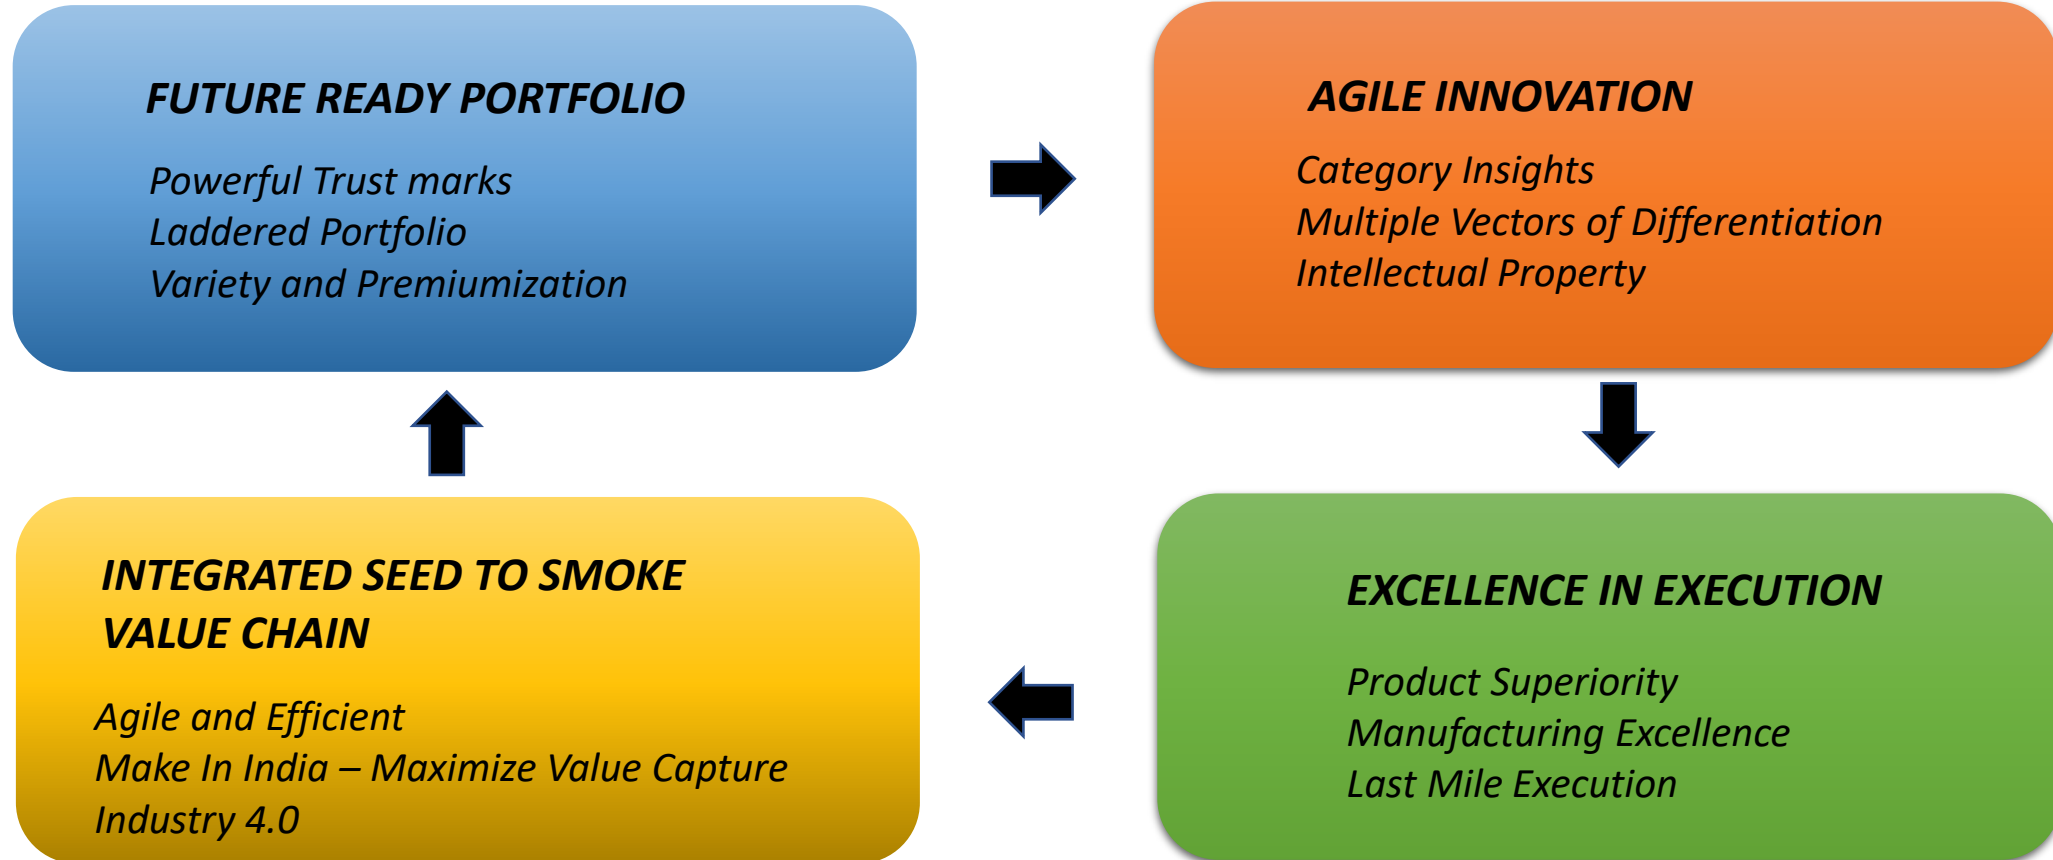 FUTURE READY PORTFOLIO
Powerful Trust marks
Laddered Portfolio
Variety and Premiumization
AGILE INNOVATION
Category Insights
Multiple Vectors of Differentiation
Intellectual Property
INTEGRATED SEED TO SMOKE
VALUE CHAIN
Agile and Efficient
Make In India – Maximize Value Capture
Industry 4.0
EXCELLENCE IN EXECUTION
Product Superiority
Manufacturing Excellence
Last Mile Execution